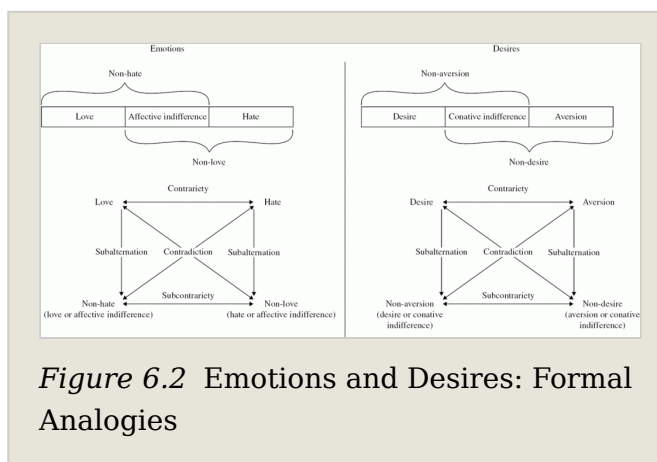 Emotions
Non-hate
Love Affective indifference Hate
Non-love
Contrariety
Love Hate
Subalternation Contradiction Subalternation
Subcontrariety
Non-hate Non-love
(love or affective indifference) (hate or affective indifference)
Desires
Non-aversion
Desire Conative indifference Aversion
Non-desire
Contrariety
Desire Aversion
Subalternation Contradiction Subalternation
Subcontrariety
Non-aversion Non-desire
(desire or conative (aversion or conative
indifference) indifference)
Figure 6.2 Emotions and Desires: Formal
Analogies